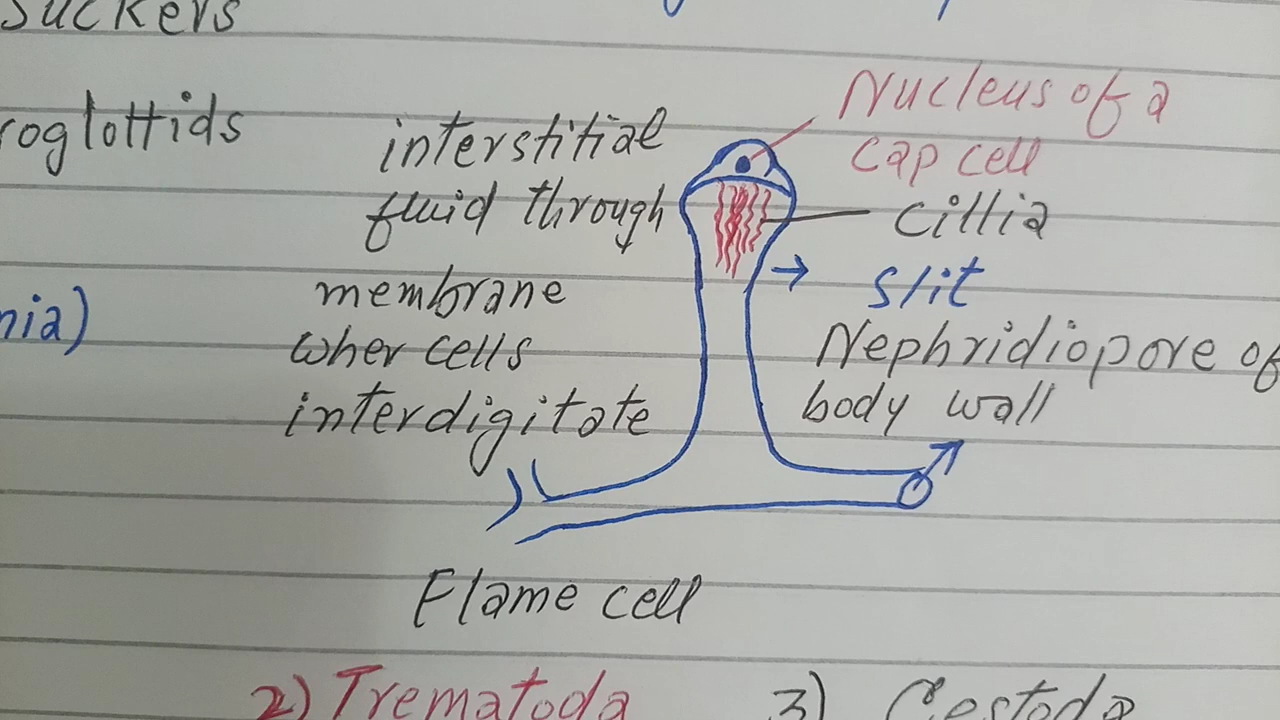 suckers
roglottids
nia)
interstitial
fluid through
membrane
wher cells
interdigitate
Nucleus of a
cap cell
cillia
slit
Nephridiopore of
body wall
Flame cell
2) Trematoda
3) Cestoda